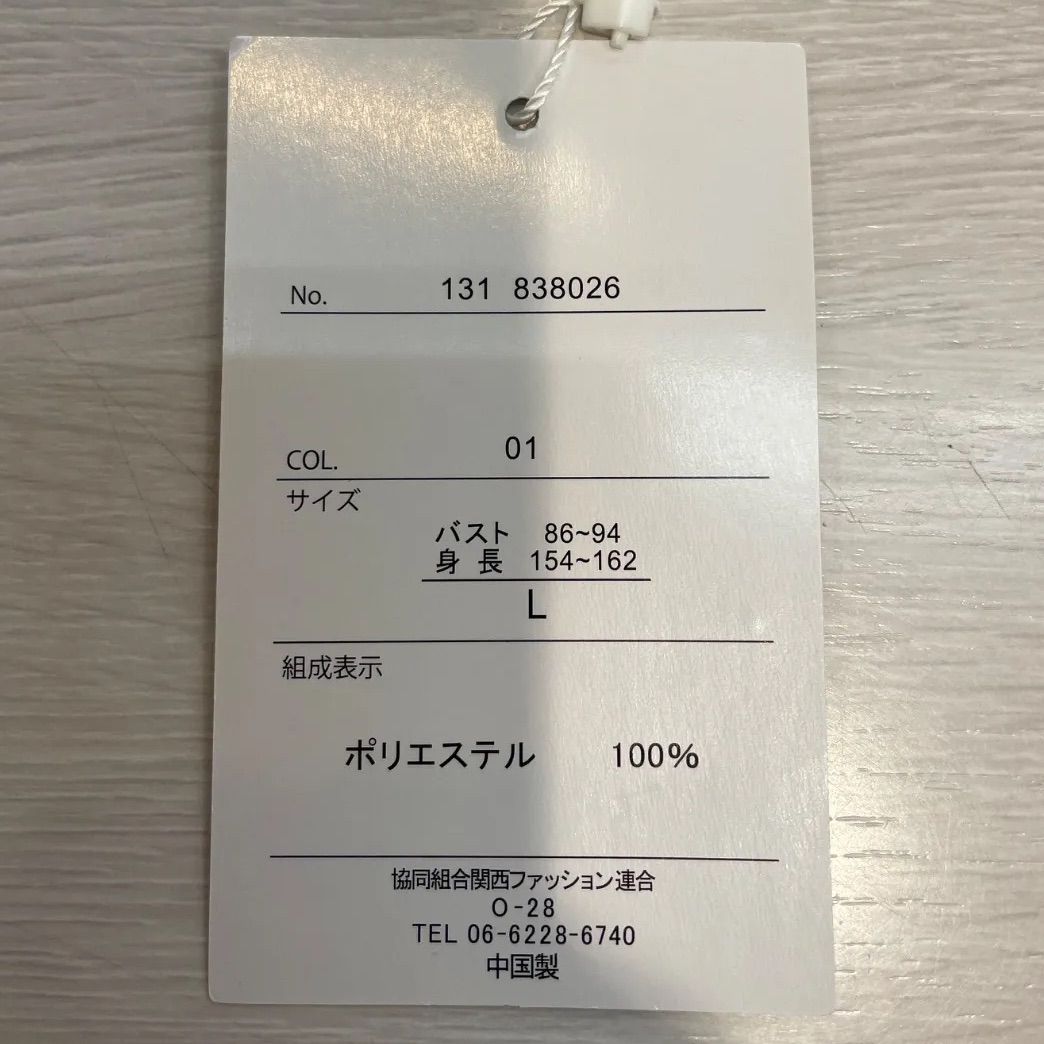 No. 131 838026
COL. 01
サイズ
バスト 86~94
身長 154~162
L
組成表示
ポリエステル 100%
協同組合関西ファッション連合
O-28
TEL 06-6228-6740
中国製